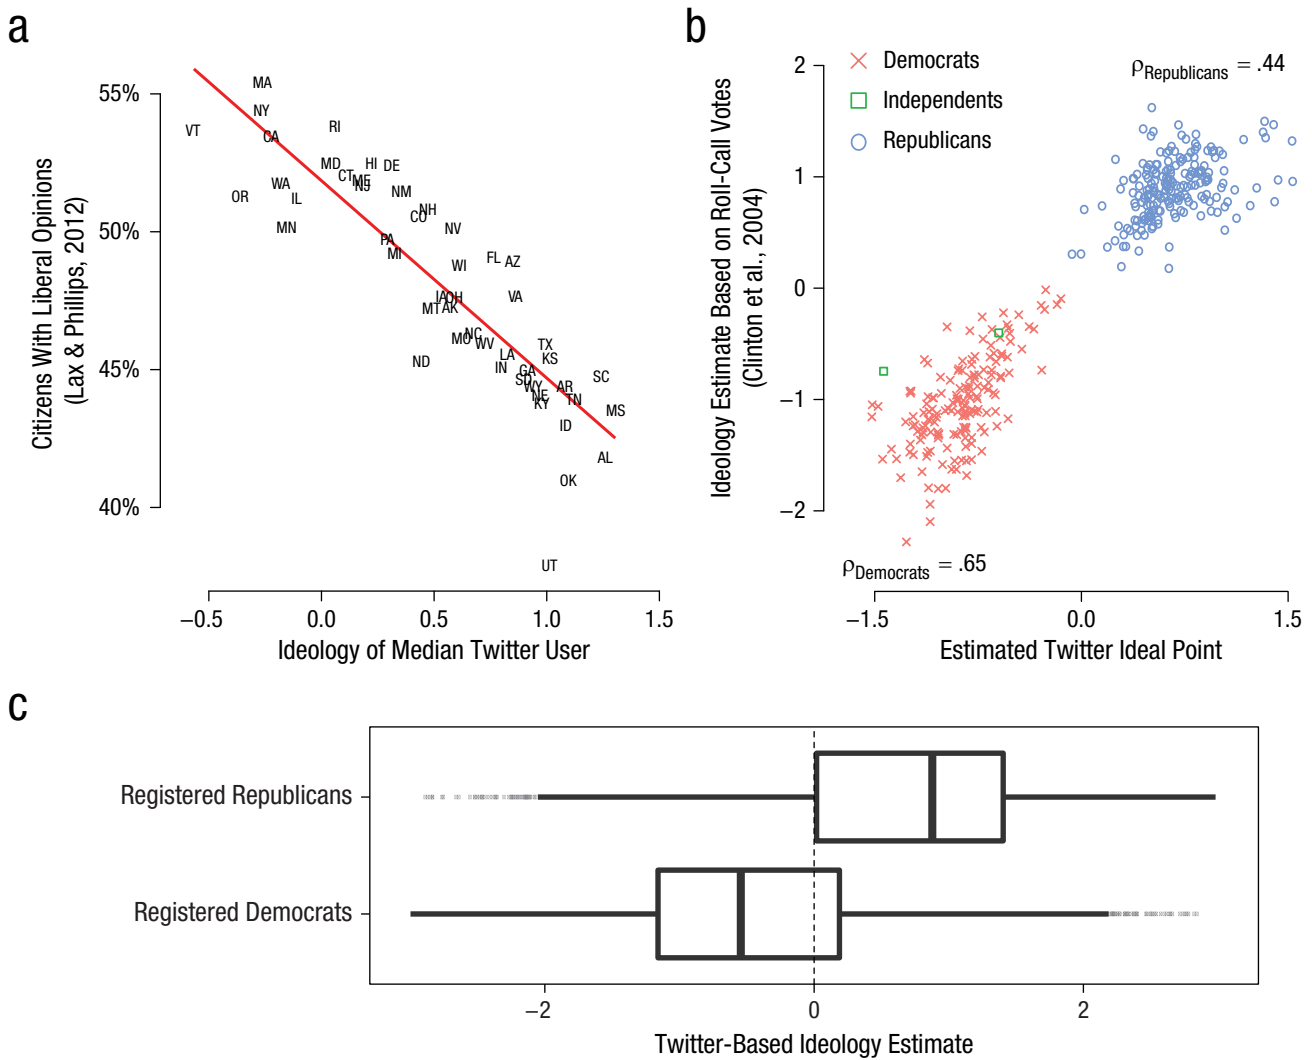 a
55%
50%
45%
40%
Citizens With Liberal Opinions
(Lax & Phillips, 2012)
MA
NY
VT
CA
RI
MD
HI
DE
CT
ME
NJ
WA
OR
IL
NM
NH
CO
MN
NV
PA
MI
FL
AZ
WI
IA
OH
VA
MT
AK
NC
MO
WV
TX
LA
KS
ND
IN
GA
SD
SC
WY
AR
NE
TN
KY
MS
ID
AL
OK
UT
−0.5
0.0
0.5
1.0
1.5
Ideology of Median Twitter User
b
2
1
0
−1
−2
Ideology Estimate Based on Roll-Call Votes
(Clinton et al., 2004)
Democrats
Independents
Republicans
ρRepublicans = .44
ρDemocrats = .65
−1.5
0.0
1.5
Estimated Twitter Ideal Point
c
Registered Republicans
Registered Democrats
−2
0
2
Twitter-Based Ideology Estimate